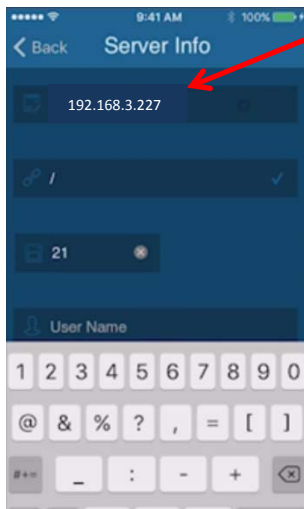 9:41 AM 100%
Back Server Info
192.168.3.227
/
21
User Name
1 2 3 4 5 6 7 8 9 0
@ & % ? , = [ ]
#+= _ : - +